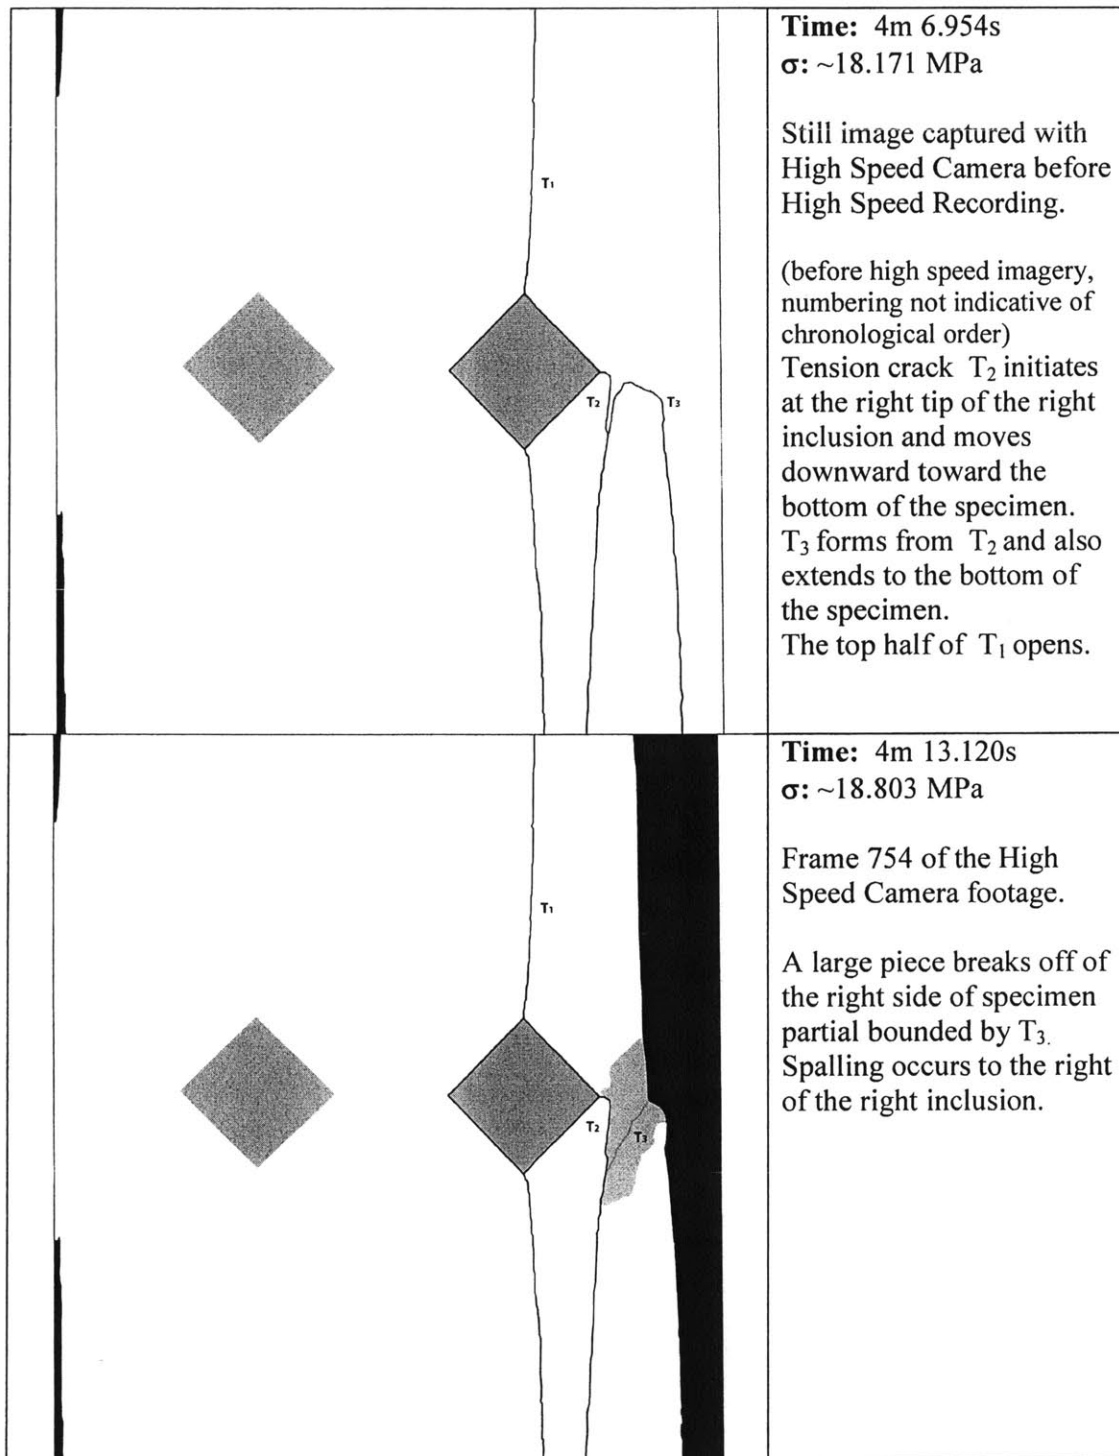 Time: 4m 6.954s
σ: ~18.171 MPa
Still image captured with
High Speed Camera before
High Speed Recording.
(before high speed imagery,
numbering not indicative of
chronological order)
Tension crack T₂ initiates
at the right tip of the right
inclusion and moves
downward toward the
bottom of the specimen.
T₃ forms from T₂ and also
extends to the bottom of
the specimen.
The top half of T₁ opens.
T₁
T₂
T₃
Time: 4m 13.120s
σ: ~18.803 MPa
Frame 754 of the High
Speed Camera footage.
A large piece breaks off of
the right side of specimen
partial bounded by T₃.
Spalling occurs to the right
of the right inclusion.
T₁
T₂
T₃